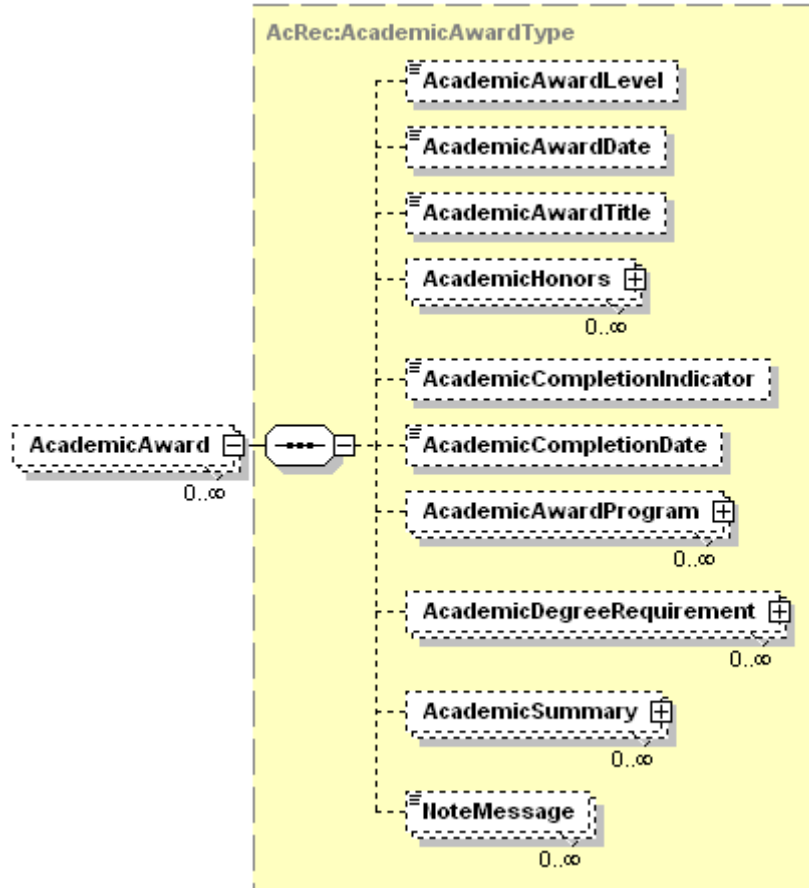 AcRec:AcademicAwardType
AcademicAwardLevel
AcademicAwardDate
AcademicAwardTitle
AcademicHonors
0..∞
AcademicCompletionIndicator
AcademicAward
0..∞
AcademicCompletionDate
AcademicAwardProgram
0..∞
AcademicDegreeRequirement
0..∞
AcademicSummary
0..∞
NoteMessage
0..∞